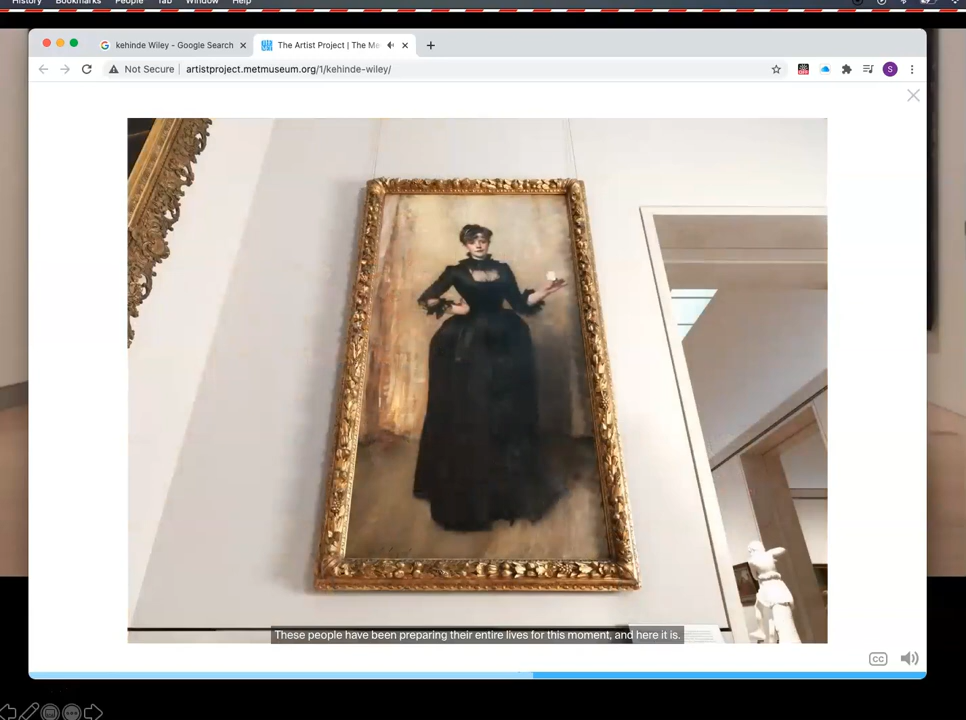 History Bookmarks People Tab Window Help
kehinde Wiley - Google Search
The Artist Project | The Me
Not Secure
artistproject.metmuseum.org/1/kehinde-wiley/
S
These people have been preparing their entire lives for this moment, and here it is.
CC